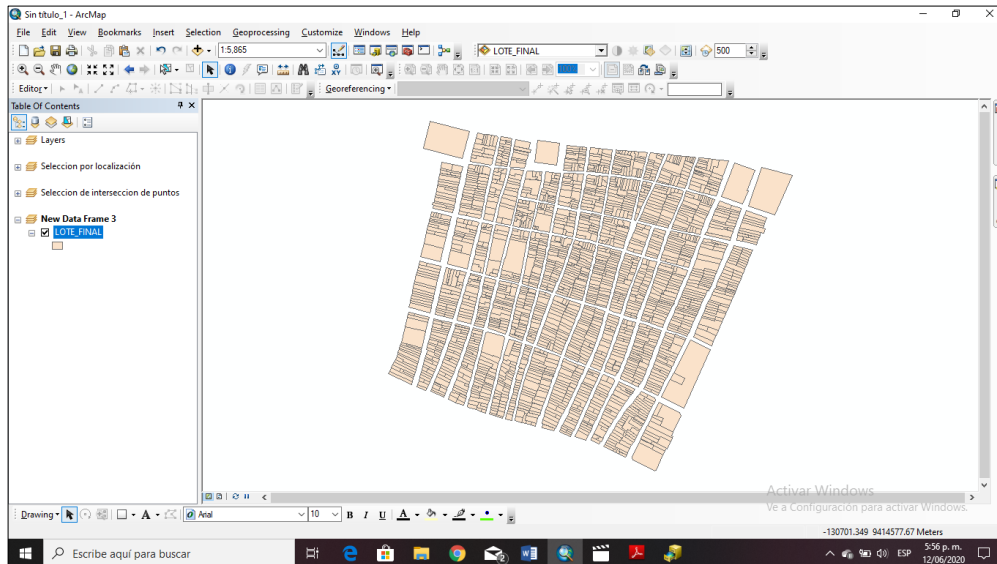 Sin título_1 - ArcMap
File Edit View Bookmarks Insert Selection Geoprocessing Customize Windows Help
1:5,865
LOTE_FINAL
500
Editor
Georeferencing
Table Of Contents
Layers
Seleccion por localización
Seleccion de interseccion de puntos
New Data Frame 3
LOTE_FINAL
Activar Windows
Ve a Configuración para activar Windows.
Drawing
A
Arial
10
B I U A
-130701.349 9414577.67 Meters
Escribe aquí para buscar
ESP
5:56 p. m.
12/06/2020